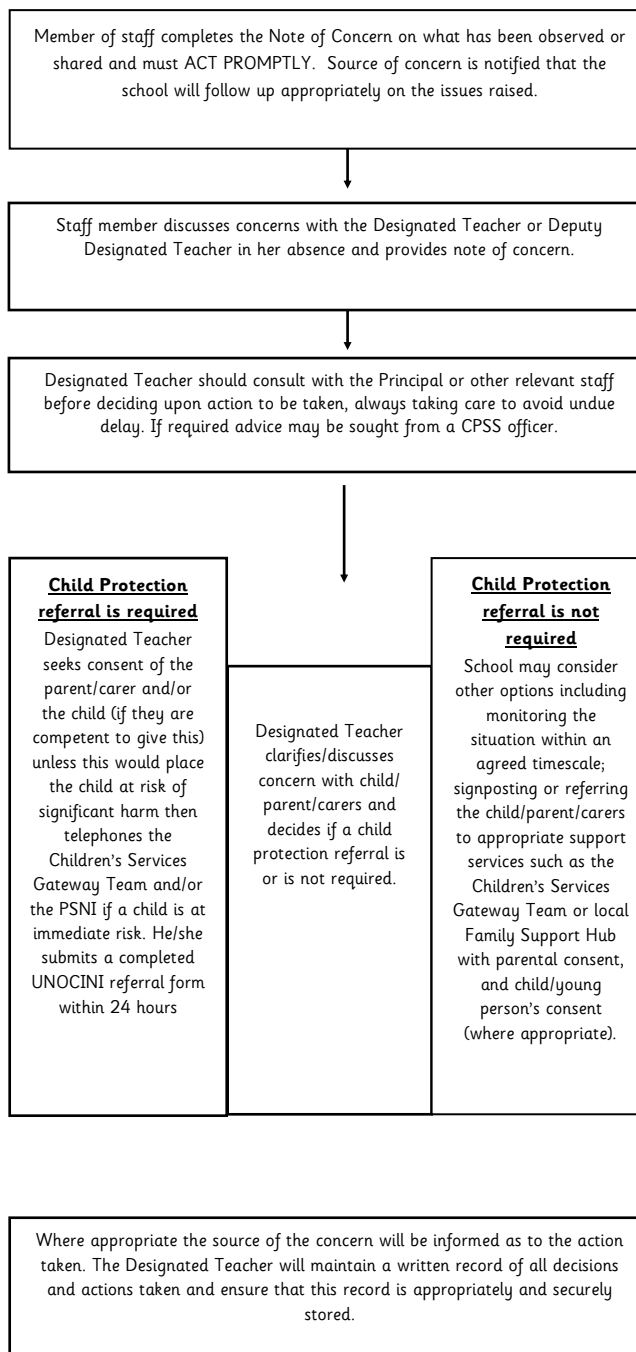 Member of staff completes the Note of Concern on what has been observed or
shared and must ACT PROMPTLY.  Source of concern is notified that the
school will follow up appropriately on the issues raised.
Staff member discusses concerns with the Designated Teacher or Deputy
Designated Teacher in her absence and provides note of concern.
Designated Teacher should consult with the Principal or other relevant staff
before deciding upon action to be taken, always taking care to avoid undue
delay. If required advice may be sought from a CPSS officer.
Child Protection
referral is required
Designated Teacher
seeks consent of the
parent/carer and/or
the child (if they are
competent to give this)
unless this would place
the child at risk of
significant harm then
telephones the
Children's Services
Gateway Team and/or
the PSNI if a child is at
immediate risk. He/she
submits a completed
UNOCINI referral form
within 24 hours
Designated Teacher
clarifies/discusses
concern with child/
parent/carers and
decides if a child
protection referral is
or is not required.
Child Protection
referral is not
required
School may consider
other options including
monitoring the
situation within an
agreed timescale;
signposting or referring
the child/parent/carers
to appropriate support
services such as the
Children's Services
Gateway Team or local
Family Support Hub
with parental consent,
and child/young
person's consent
(where appropriate).
Where appropriate the source of the concern will be informed as to the action
taken. The Designated Teacher will maintain a written record of all decisions
and actions taken and ensure that this record is appropriately and securely
stored.